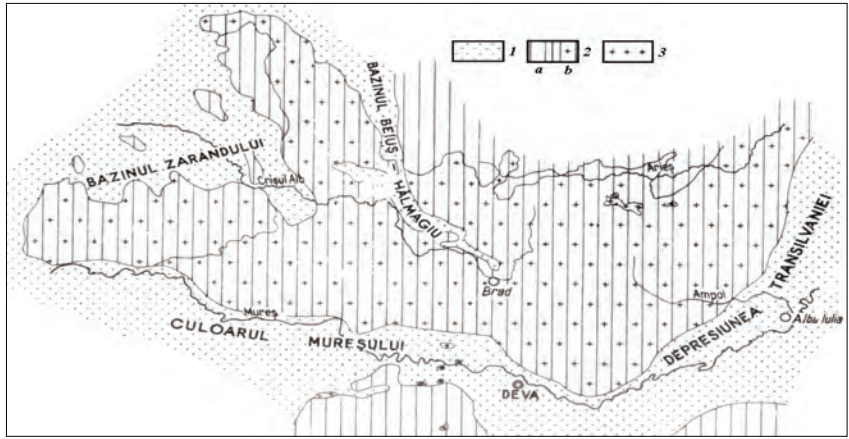 1
2
3
a
b
BAZINUL BEIUȘ - HĂLMAGIU
BAZINUL ZARANDULUI
Crișul Alb
Arieș
DEPRESIUNEA TRANSILVANIEI
Ampoi
Brad
Alba Iulia
Mureș
CULOARUL MUREȘULUI
DEVA